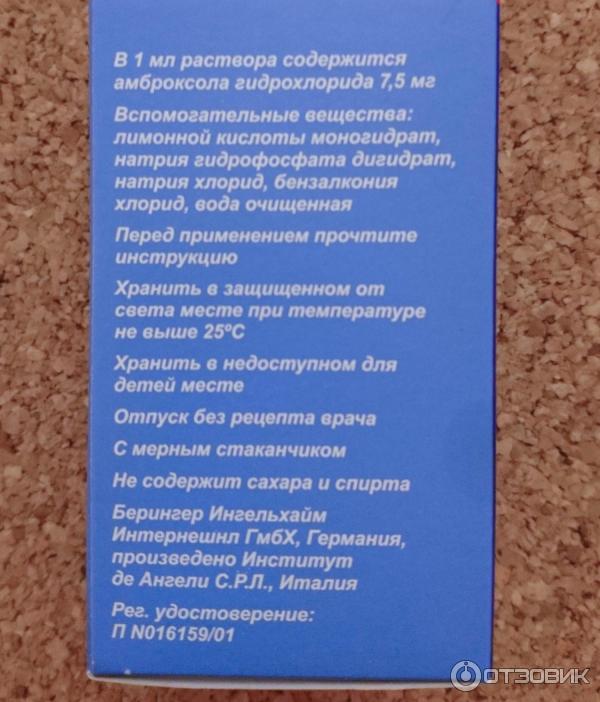 В 1 мл раствора содержится
амброксола гидрохлорида 7,5 мг
Вспомогательные вещества:
лимонной кислоты моногидрат,
натрия гидрофосфата дигидрат,
натрия хлорид, бензалкония
хлорид, вода очищенная
Перед применением прочтите
инструкцию
Хранить в защищенном от
света месте при температуре
не выше 25ºС
Хранить в недоступном для
детей месте
Отпуск без рецепта врача
С мерным стаканчиком
Не содержит сахара и спирта
Берингер Ингельхайм
Интернешнл ГмбХ, Германия,
произведено Институт
де Ангели С.Р.Л., Италия
Рег. удостоверение:
П N016159/01
ОТЗОВИК